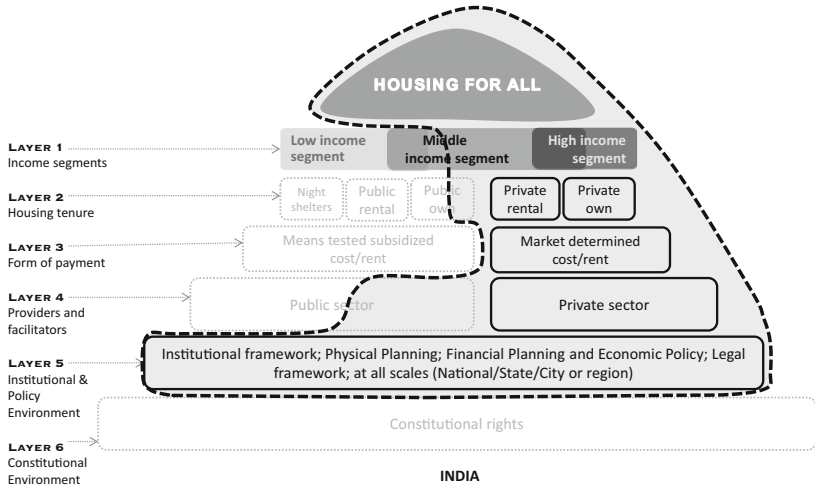 HOUSING FOR ALL
LAYER 1
Income segments
Low income
segment
Middle
income segment
High income
segment
LAYER 2
Housing tenure
Night
shelters
Public
rental
Public
own
Private
rental
Private
own
LAYER 3
Form of payment
Means tested subsidized
cost/rent
Market determined
cost/rent
LAYER 4
Providers and
facilitators
Public sector
Private sector
LAYER 5
Institutional &
Policy
Environment
Institutional framework; Physical Planning; Financial Planning and Economic Policy; Legal
framework; at all scales (National/State/City or region)
LAYER 6
Constitutional
Environment
Constitutional rights
INDIA